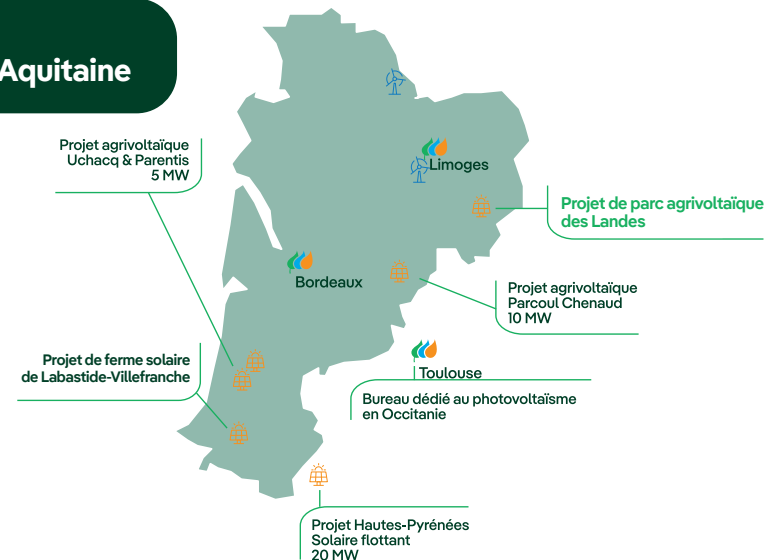 Aquitaine
Projet agrivoltaïque
Uchacq & Parentis
5 MW
Limoges
Projet de parc agrivoltaïque
des Landes
Bordeaux
Projet agrivoltaïque
Parcoul Chenaud
10 MW
Projet de ferme solaire
de Labastide-Villefranche
Toulouse
Bureau dédié au photovoltaïsme
en Occitanie
Projet Hautes-Pyrénées
Solaire flottant
20 MW